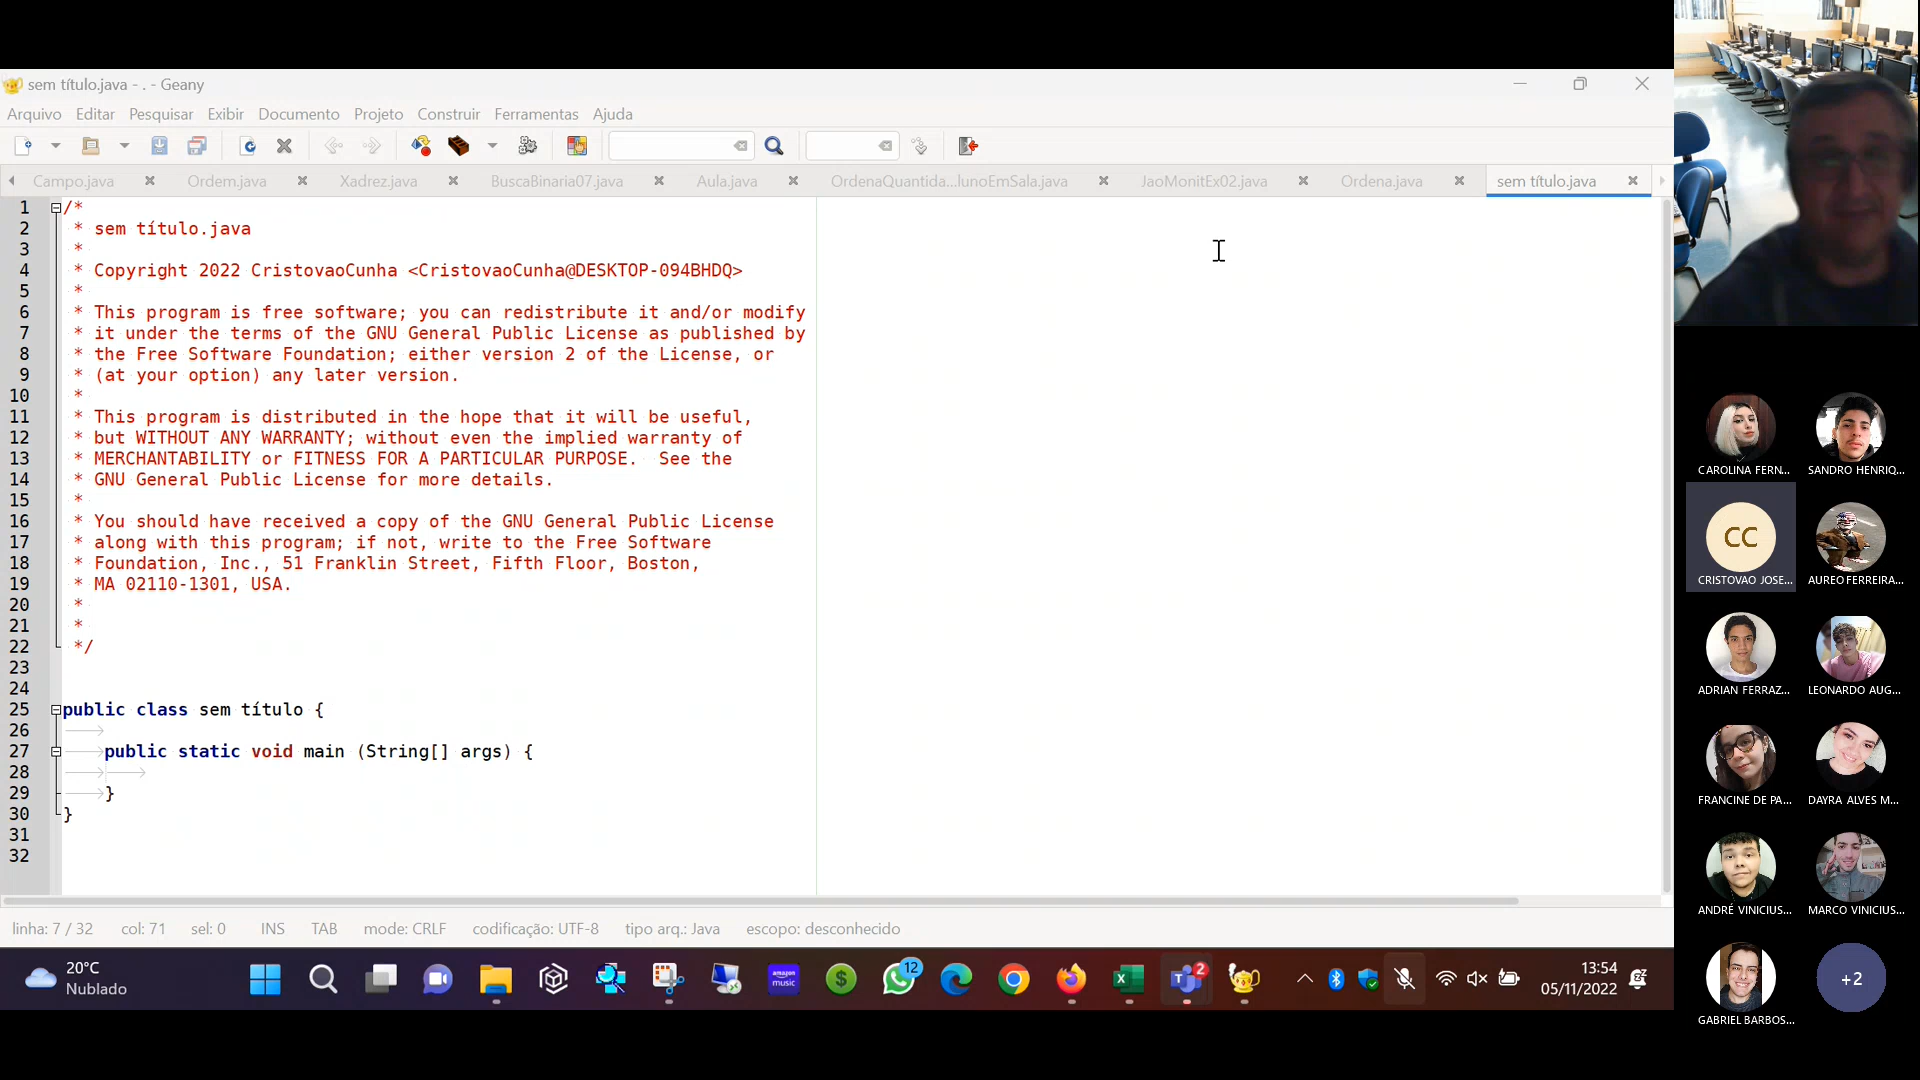 sem título.java - . - Geany
Arquivo Editar Pesquisar Exibir Documento Projeto Construir Ferramentas Ajuda
Campo.java Ordem.java Xadrez.java BuscaBinaria07.java Aula.java OrdenaQuantida...lunoEmSala.java JaoMonitEx02.java Ordena.java sem título.java
1 /*
2 * sem título.java
3 *
4 * Copyright 2022 CristovaoCunha <CristovaoCunha@DESKTOP-094BHDQ>
5 *
6 * This program is free software; you can redistribute it and/or modify
7 * it under the terms of the GNU General Public License as published by
8 * the Free Software Foundation; either version 2 of the License, or
9 * (at your option) any later version.
10 *
11 * This program is distributed in the hope that it will be useful,
12 * but WITHOUT ANY WARRANTY; without even the implied warranty of
13 * MERCHANTABILITY or FITNESS FOR A PARTICULAR PURPOSE.  See the
14 * GNU General Public License for more details.
15 *
16 * You should have received a copy of the GNU General Public License
17 * along with this program; if not, write to the Free Software
18 * Foundation, Inc., 51 Franklin Street, Fifth Floor, Boston,
19 * MA 02110-1301, USA.
20 *
21 *
22 */
23
24
25 public class sem título {
26
27 public static void main (String[] args) {
28
29 }
30 }
31
32
linha: 7 / 32 col: 71 sel: 0 INS TAB mode: CRLF codificação: UTF-8 tipo arq.: Java escopo: desconhecido
20°C
Nublado
amazon music
12
2
13:54
05/11/2022
CAROLINA FERN... SANDRO HENRIQ...
CC
CRISTOVAO JOSE... AUREO FERREIRA...
ADRIAN FERRAZ... LEONARDO AUG...
FRANCINE DE PA... DAYRA ALVES M...
ANDRÉ VINICIUS... MARCO VINICIUS...
+2
GABRIEL BARBOS...